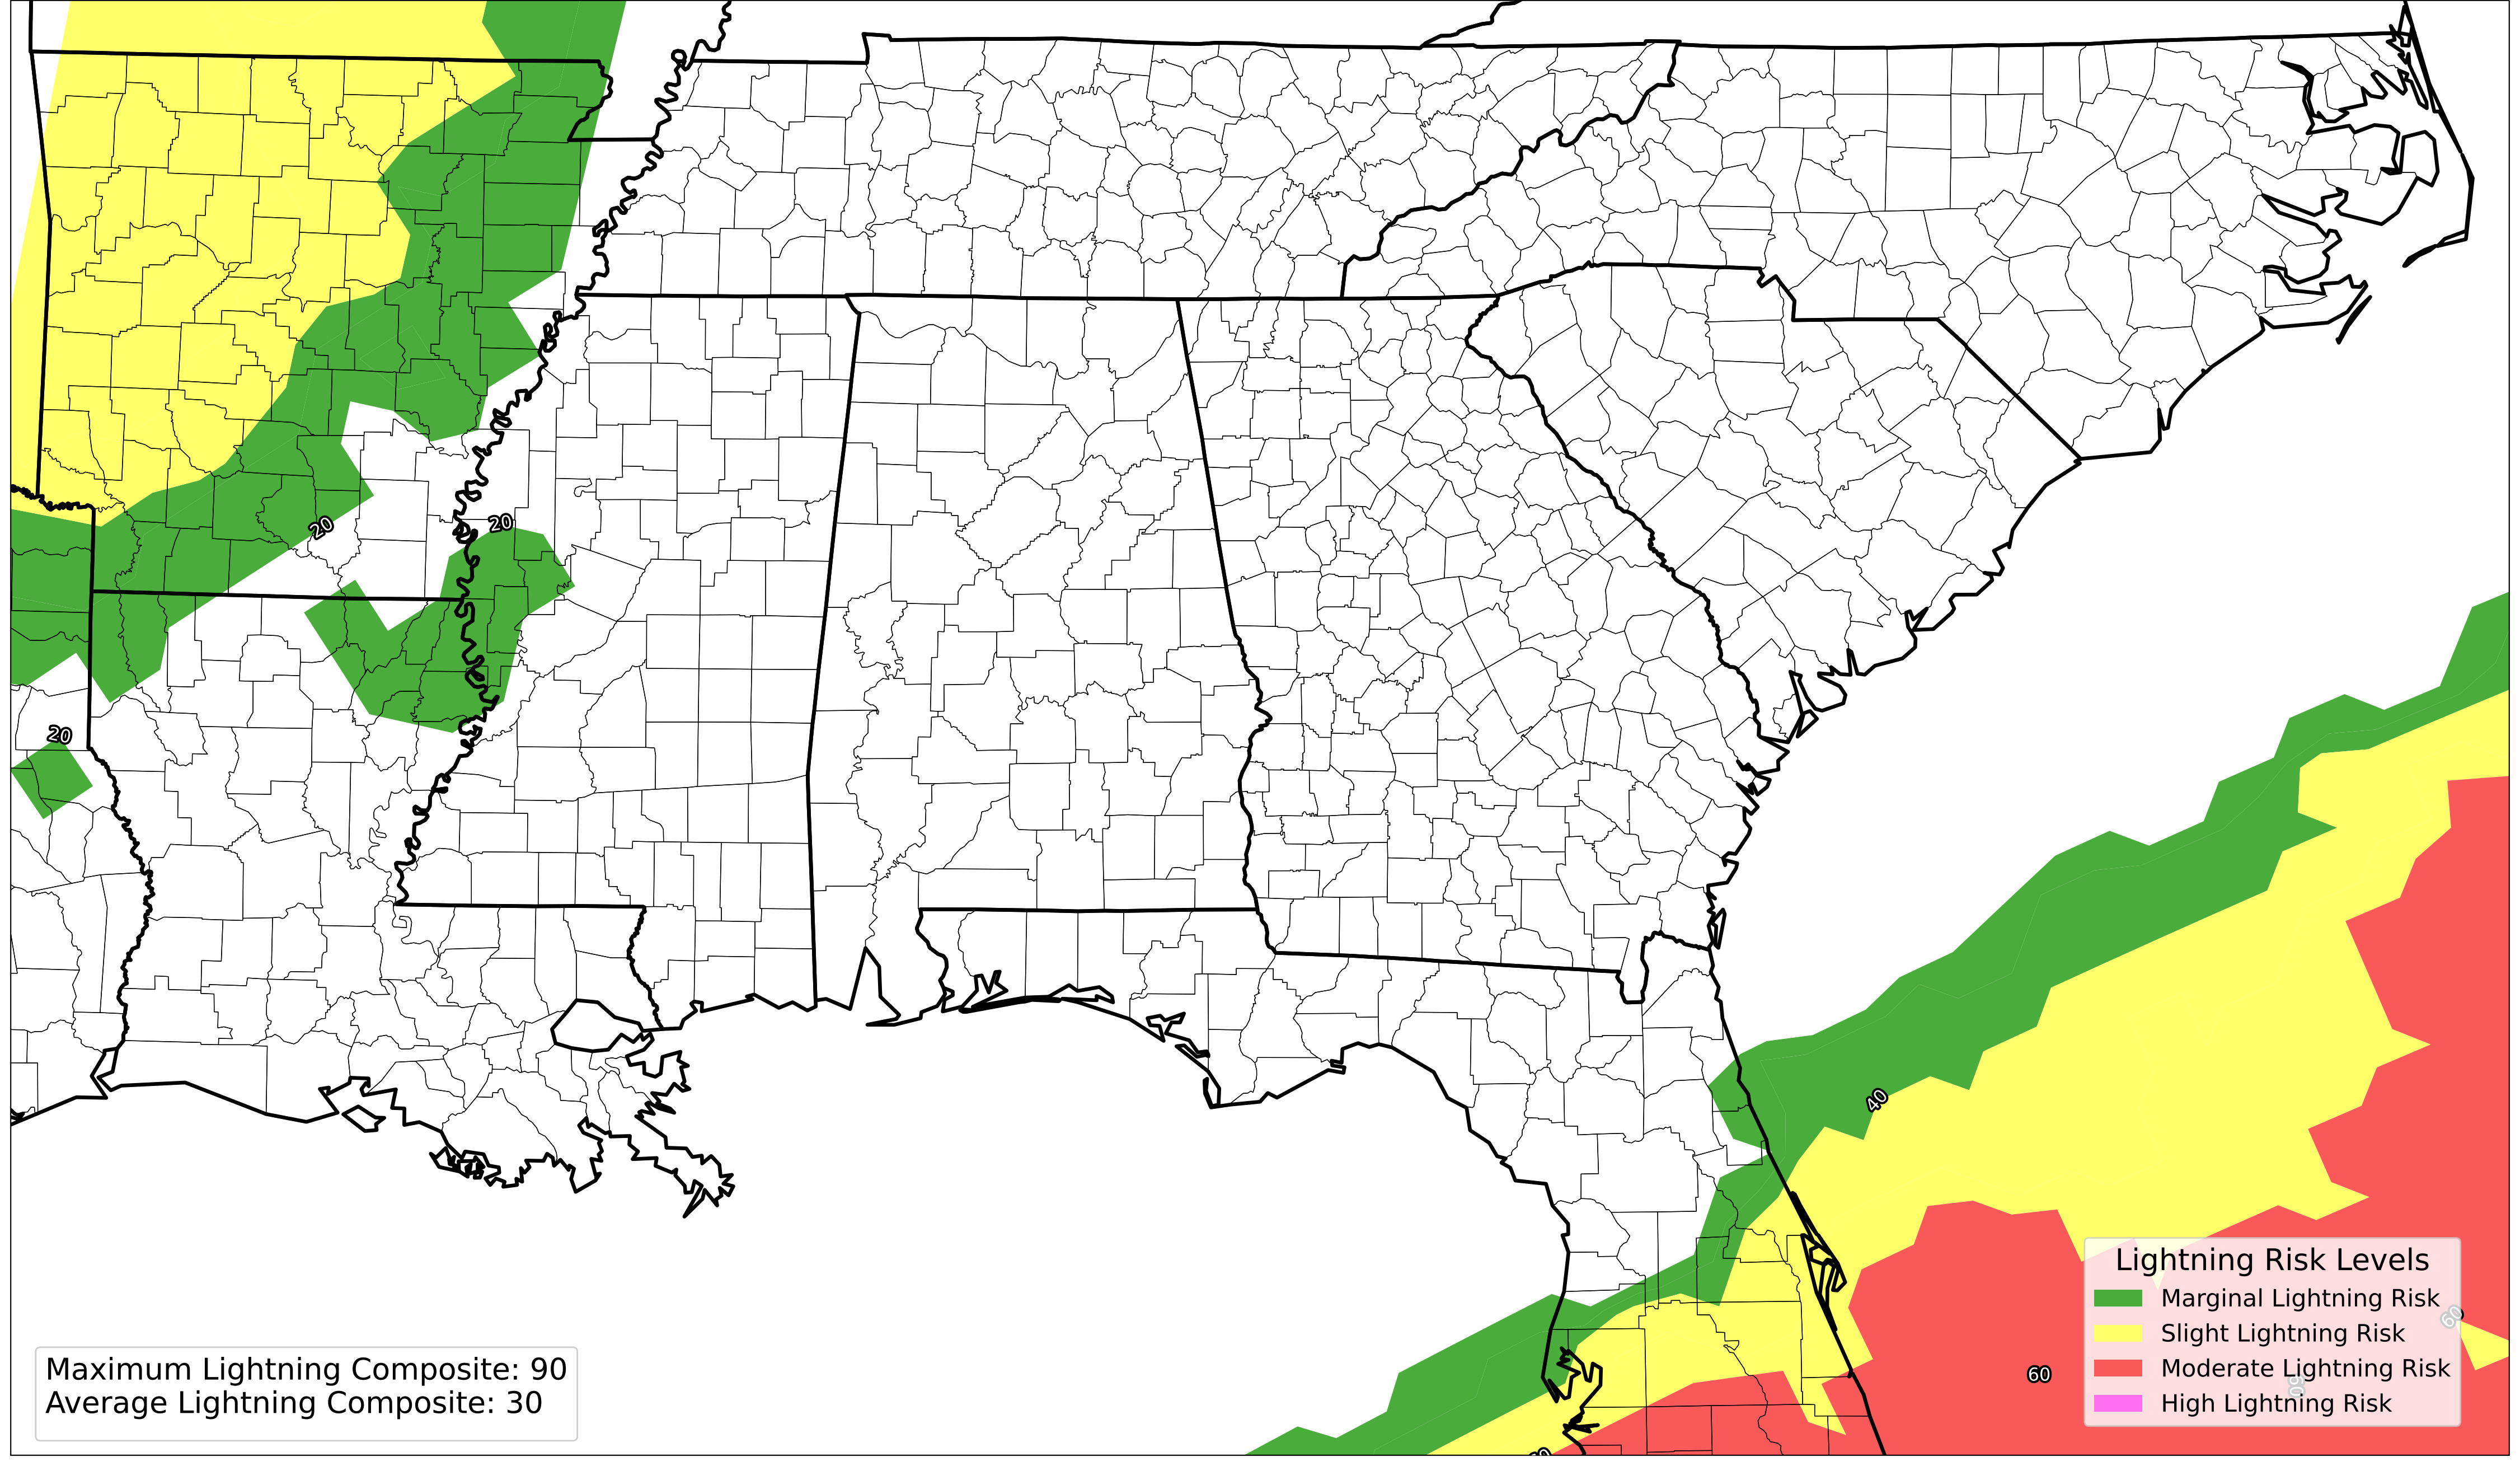 20
20
20
40
Lightning Risk Levels
Marginal Lightning Risk
Slight Lightning Risk
60
Moderate Lightning Risk
60
High Lightning Risk
Maximum Lightning Composite: 90
Average Lightning Composite: 30